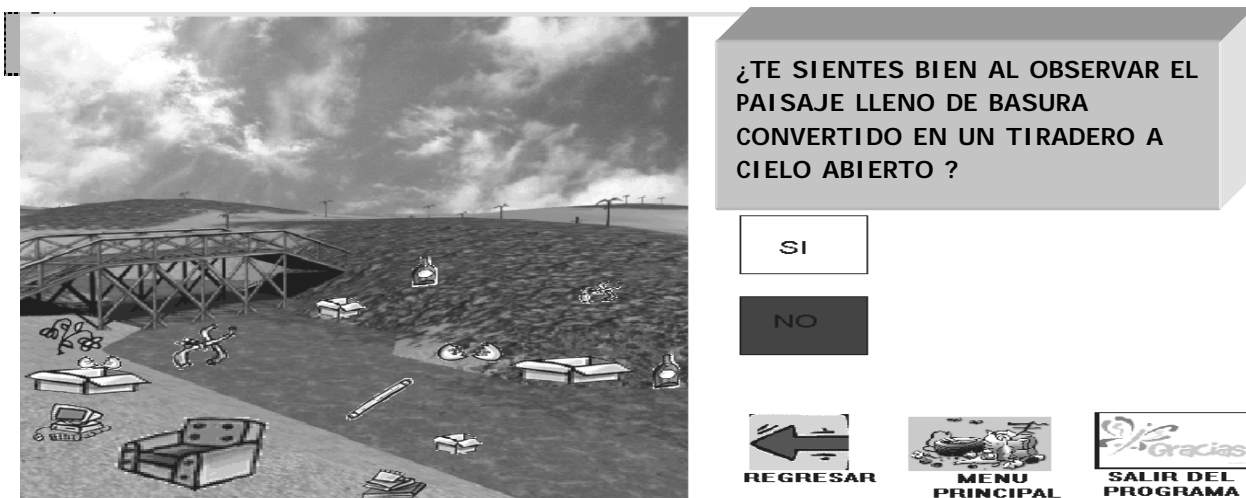 ¿TE SIENTES BIEN AL OBSERVAR EL
PAISAJE LLENO DE BASURA
CONVERTIDO EN UN TIRADERO A
CIELO ABIERTO ?
SI
NO
REGRESAR
MENU
PRINCIPAL
Gracias
SALIR DEL
PROGRAMA